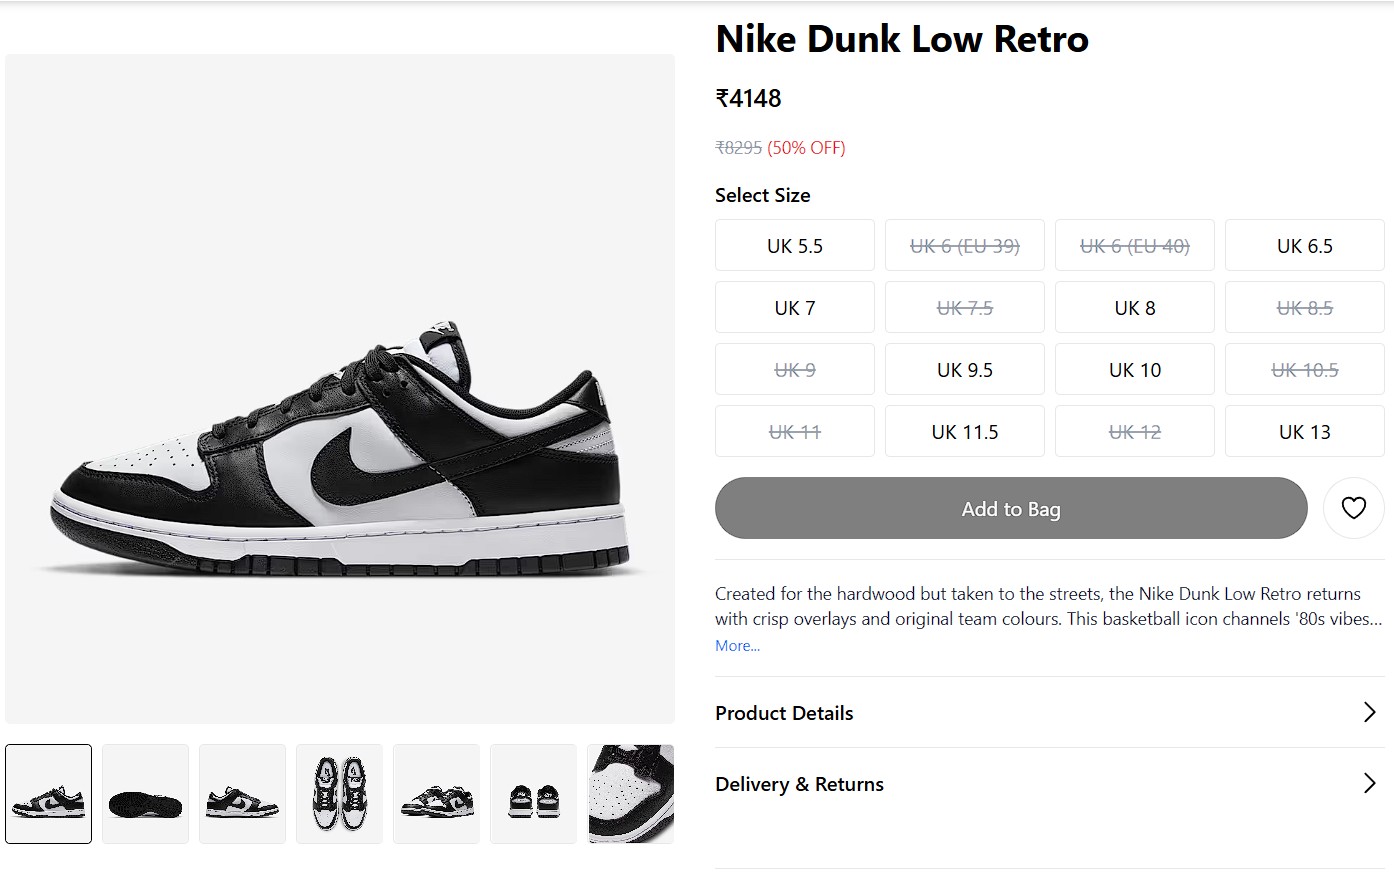 Nike Dunk Low Retro
₹4148
₹8295 (50% OFF)
Select Size
UK 5.5
UK 6 (EU 39)
UK 6 (EU 40)
UK 6.5
UK 7
UK 7.5
UK 8
UK 8.5
UK 9
UK 9.5
UK 10
UK 10.5
UK 11
UK 11.5
UK 12
UK 13
Add to Bag
Created for the hardwood but taken to the streets, the Nike Dunk Low Retro returns
with crisp overlays and original team colours. This basketball icon channels '80s vibes...
More...
Product Details
Delivery & Returns